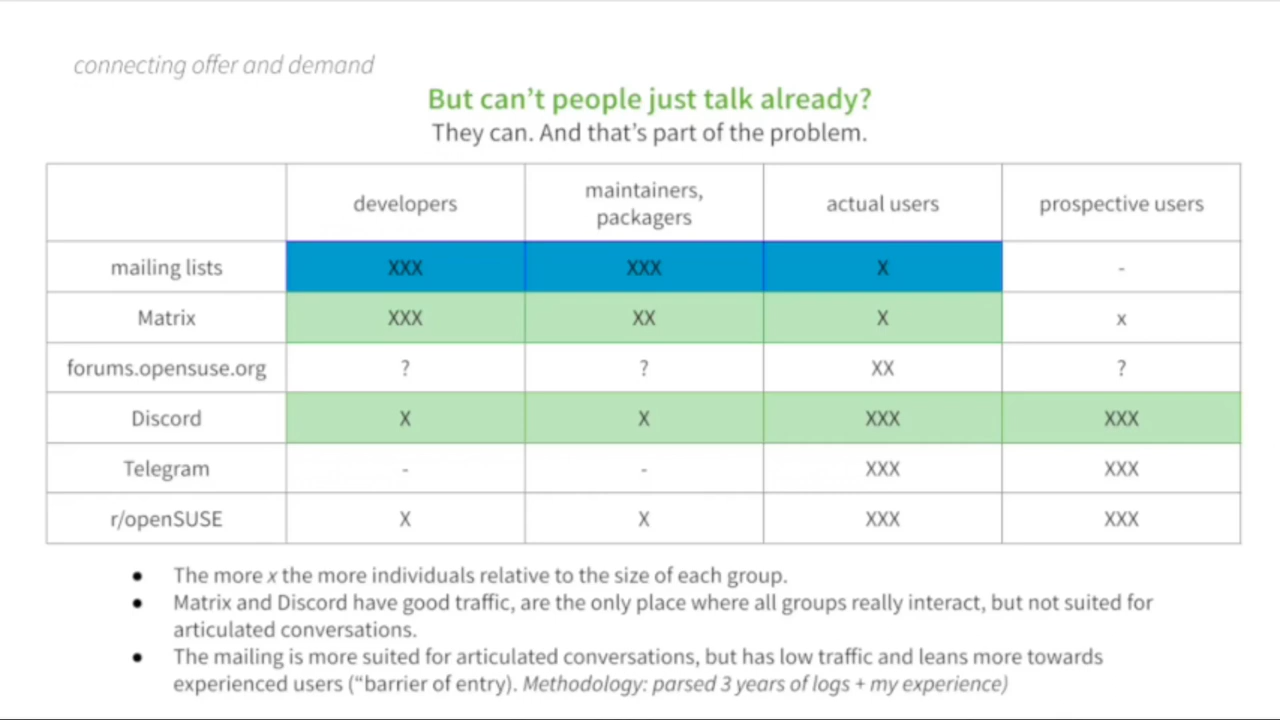 connecting offer and demand
But can't people just talk already?
They can. And that's part of the problem.
developers maintainers, packagers actual users prospective users
mailing lists XXX XXX X -
Matrix XXX XX X x
forums.opensuse.org ? ? XX ?
Discord X X XXX XXX
Telegram - - XXX XXX
r/openSUSE X X XXX XXX
● The more x the more individuals relative to the size of each group.
● Matrix and Discord have good traffic, are the only place where all groups really interact, but not suited for
articulated conversations.
● The mailing is more suited for articulated conversations, but has low traffic and leans more towards
experienced users (“barrier of entry). Methodology: parsed 3 years of logs + my experience)